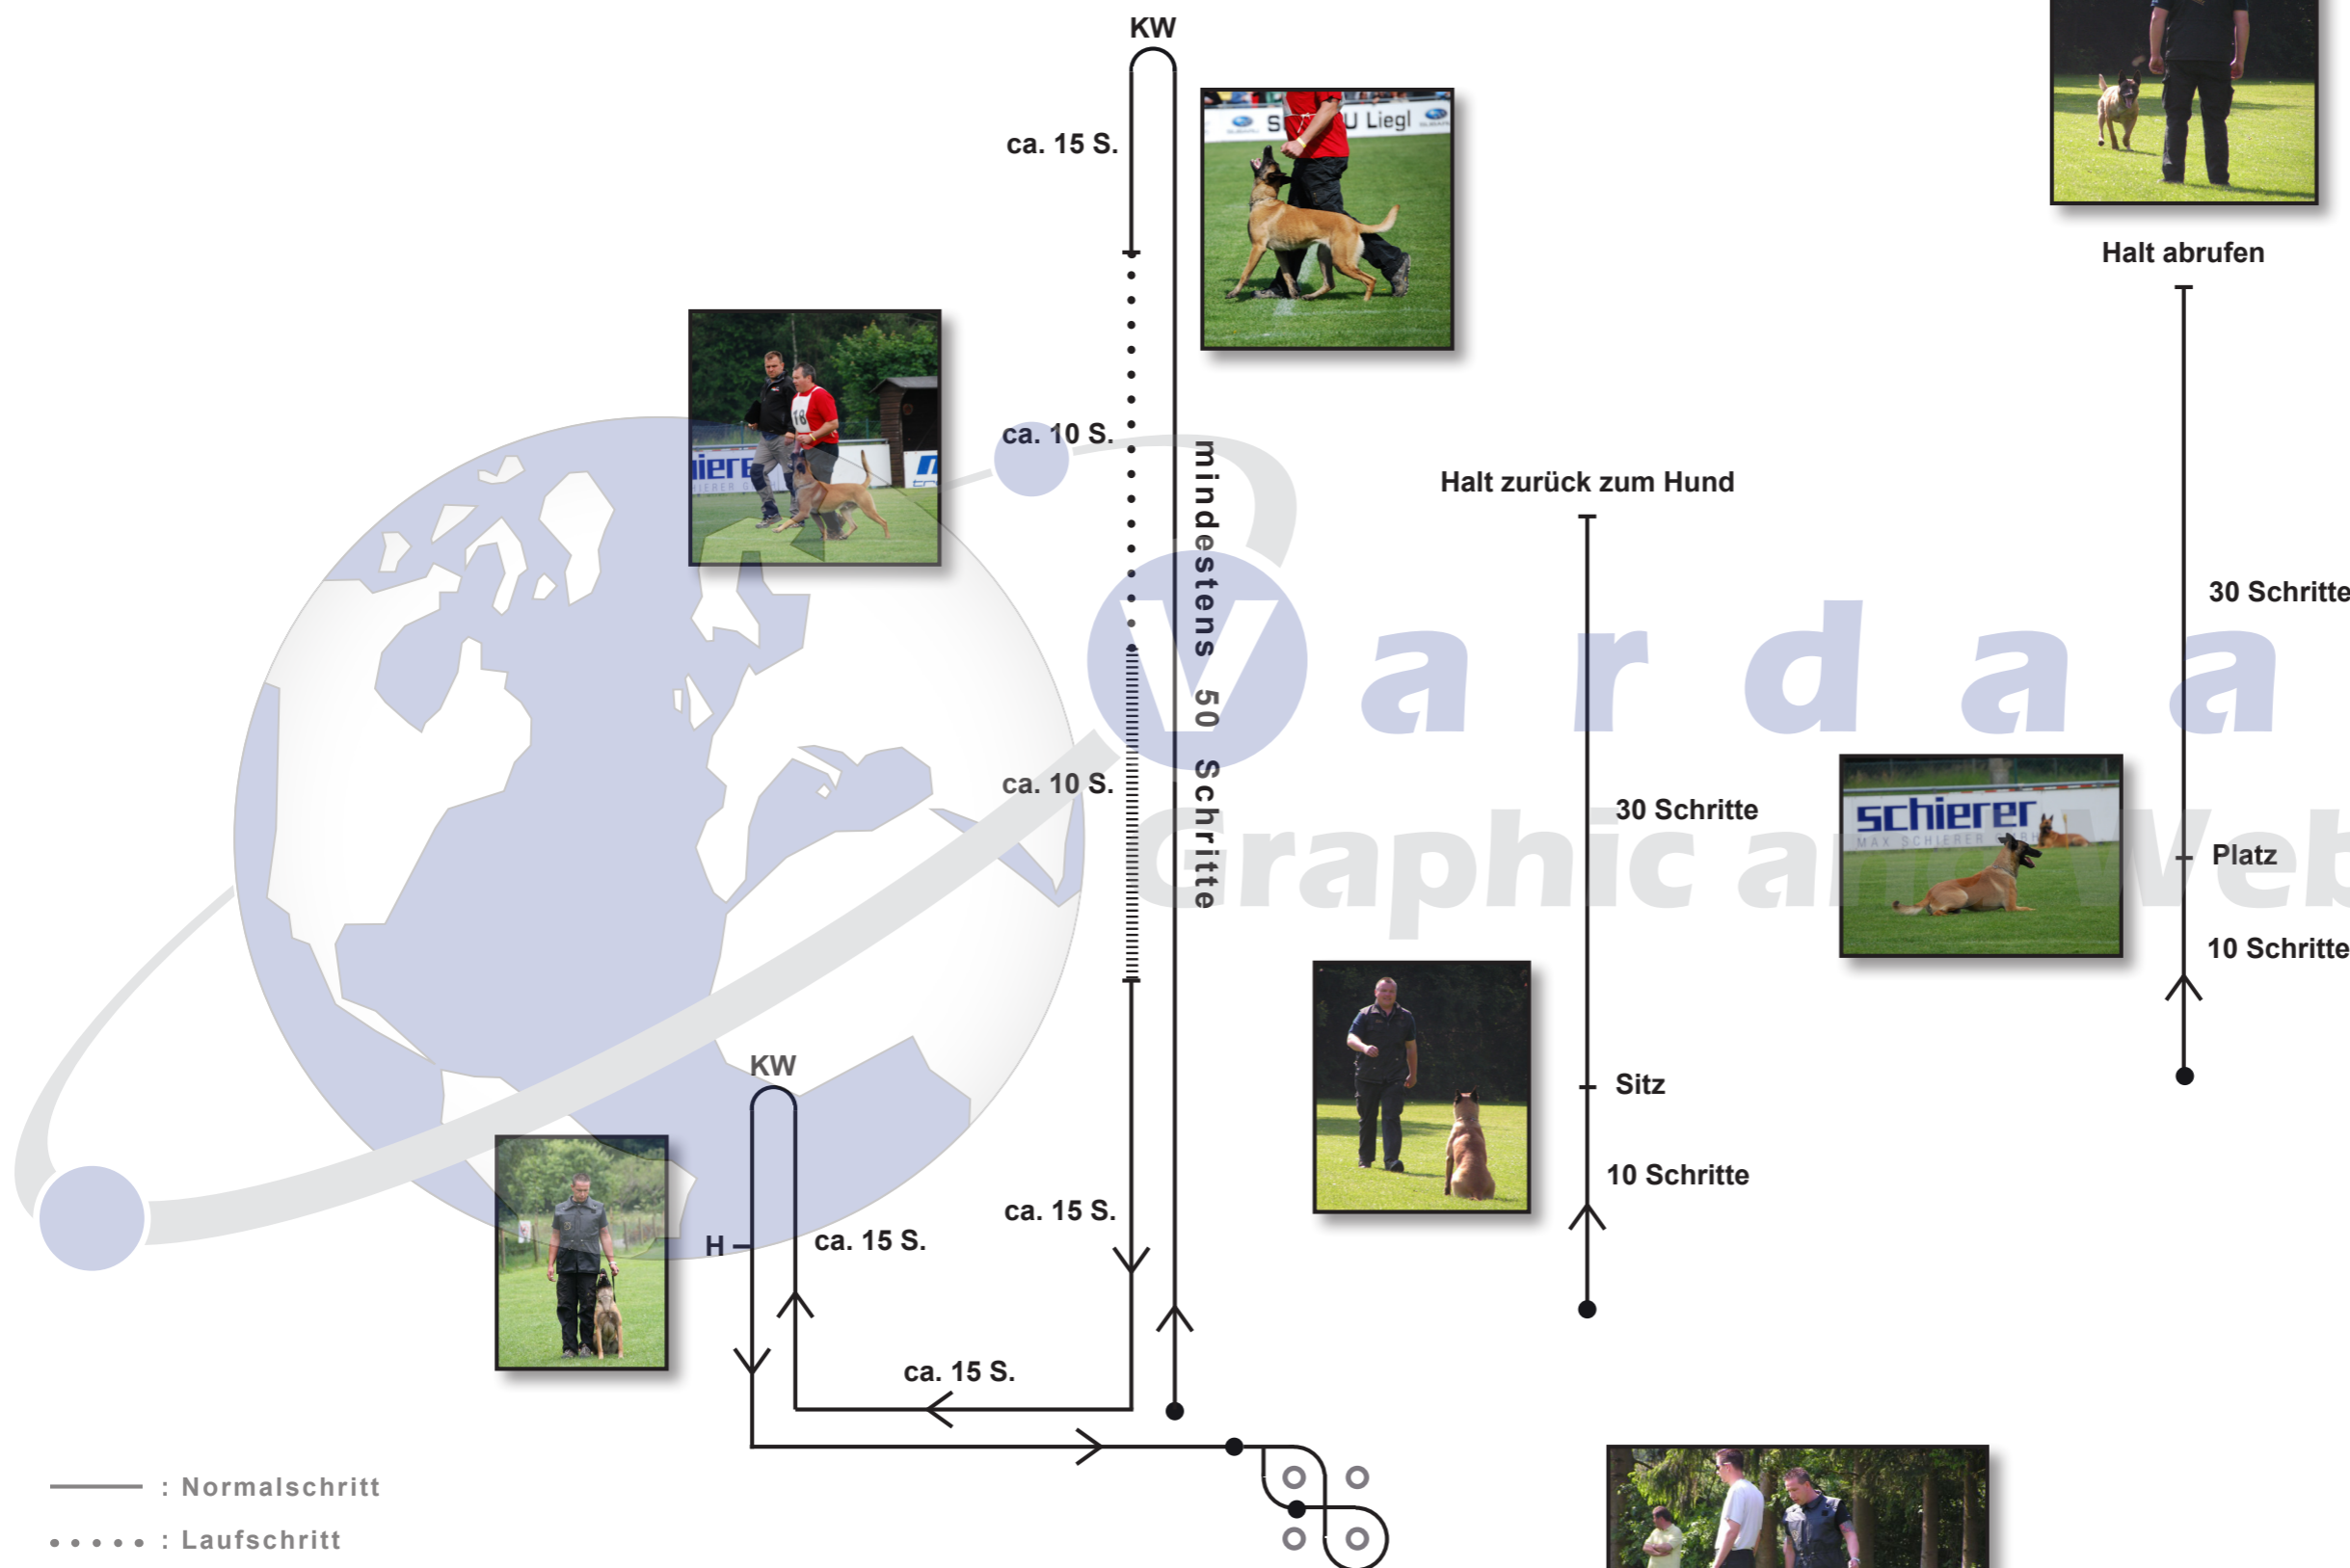 KW
ca. 15 S.
S U Liegl
Halt abrufen
ca. 10 S.
18
mindestens 50 Schritte
Halt zurück zum Hund
30 Schritte
V a r d a a
ca. 10 S.
30 Schritte
schierer
MAX SCHIERER GMBH
Graphic and Web
Platz
10 Schritte
KW
Sitz
10 Schritte
ca. 15 S.
H
ca. 15 S.
ca. 15 S.
: Normalschritt
: Laufschritt